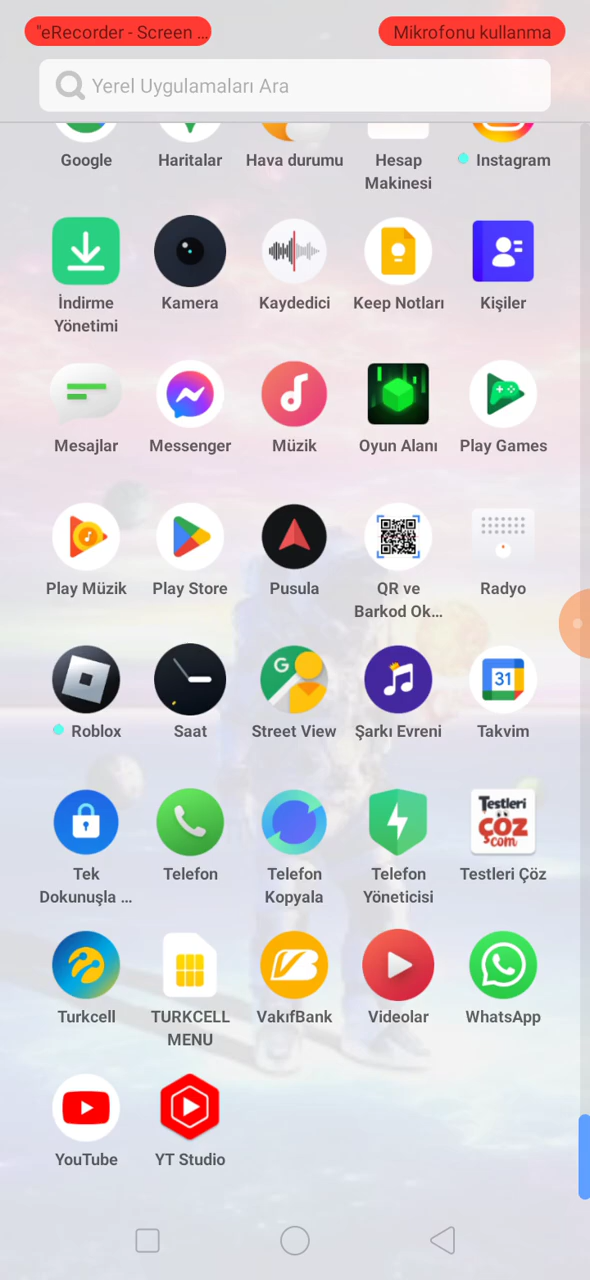 "eRecorder - Screen ...
Mikrofonu kullanma
Yerel Uygulamaları Ara
Google
Haritalar
Hava durumu
Hesap
Makinesi
Instagram
İndirme
Yönetimi
Kamera
Kaydedici
Keep Notları
Kişiler
Mesajlar
Messenger
Müzik
Oyun Alanı
Play Games
Play Müzik
Play Store
Pusula
QR ve
Barkod Ok...
Radyo
G
31
Roblox
Saat
Street View
Şarkı Evreni
Takvim
Testleri
ÇÖZ
com
Tek
Dokunuşla ...
Telefon
Telefon
Kopyala
Telefon
Yöneticisi
Testleri Çöz
Turkcell
TURKCELL
MENU
VakıfBank
Videolar
WhatsApp
YouTube
YT Studio